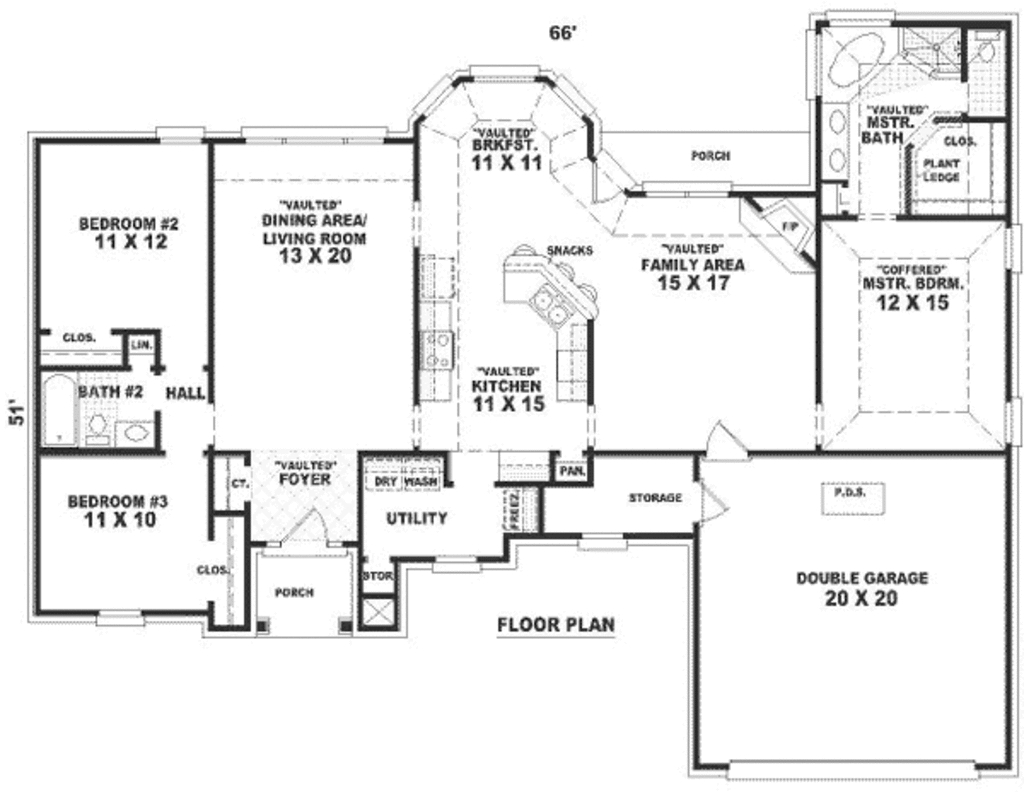 66'
"VAULTED"
MSTR.
BATH
CLOS.
PLANT
LEDGE
"VAULTED"
BRKFST.
11 X 11
PORCH
BEDROOM #2
11 X 12
"VAULTED"
DINING AREA/
LIVING ROOM
13 X 20
SNACKS
"VAULTED"
FAMILY AREA
15 X 17
F/P
"COFFERED"
MSTR. BDRM.
12 X 15
CLOS.
LIN.
BATH #2
HALL
"VAULTED"
KITCHEN
11 X 15
51'
"VAULTED"
FOYER
CT.
DRY
WASH
PAN.
BEDROOM #3
11 X 10
UTILITY
FREEZ.
STORAGE
P.D.S.
CLOS.
STOR
PORCH
DOUBLE GARAGE
20 X 20
FLOOR PLAN